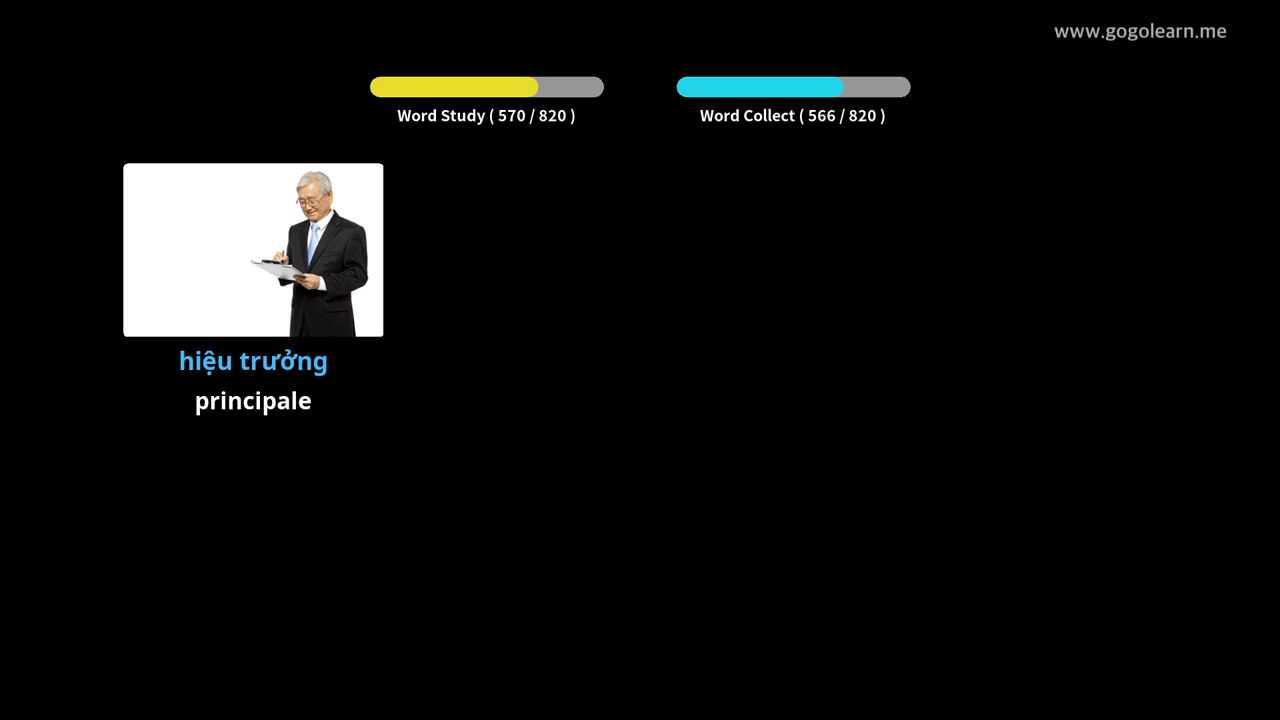 www.gogolearn.me
Word Study ( 570 / 820 )
Word Collect ( 566 / 820 )
hiệu trưởng
principale